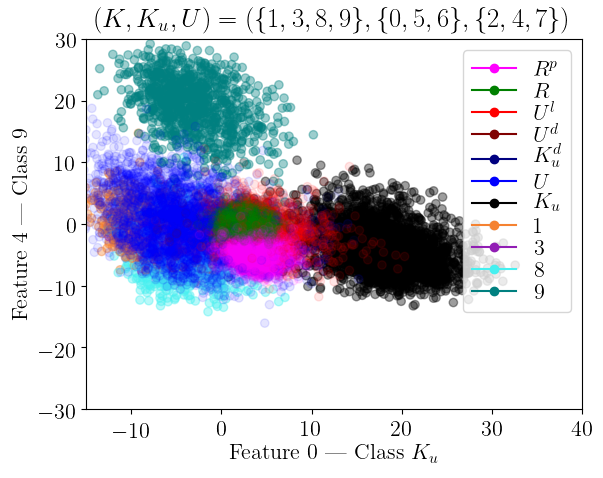 (K, K_u, U) = ({1, 3, 8, 9}, {0, 5, 6}, {2, 4, 7})
30
20
10
0
−10
−20
−30
Feature 4 — Class 9
−10
0
10
20
30
40
Feature 0 — Class K_u
R^p
R
U^l
U^d
K_u^d
U
K_u
1
3
8
9